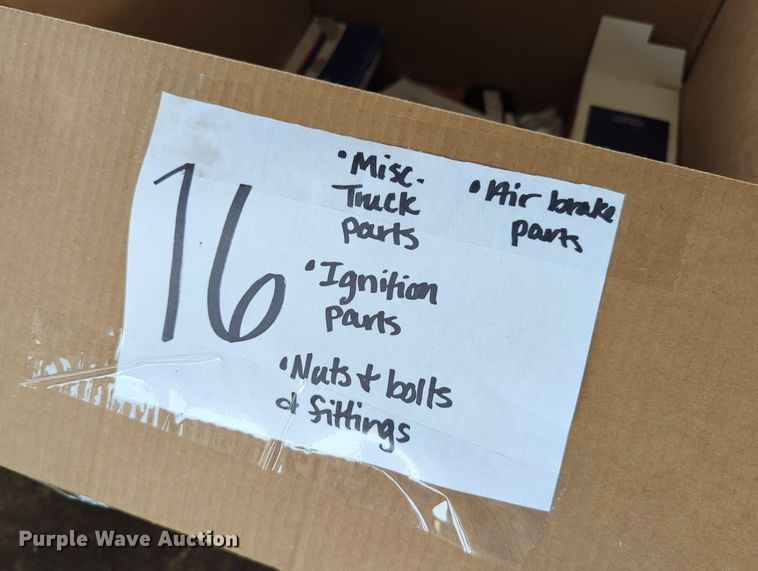 16
• Misc.
Truck
parts
• Air brake
parts
• Ignition
parts
• Nuts & bolts
& fittings
Purple Wave Auction